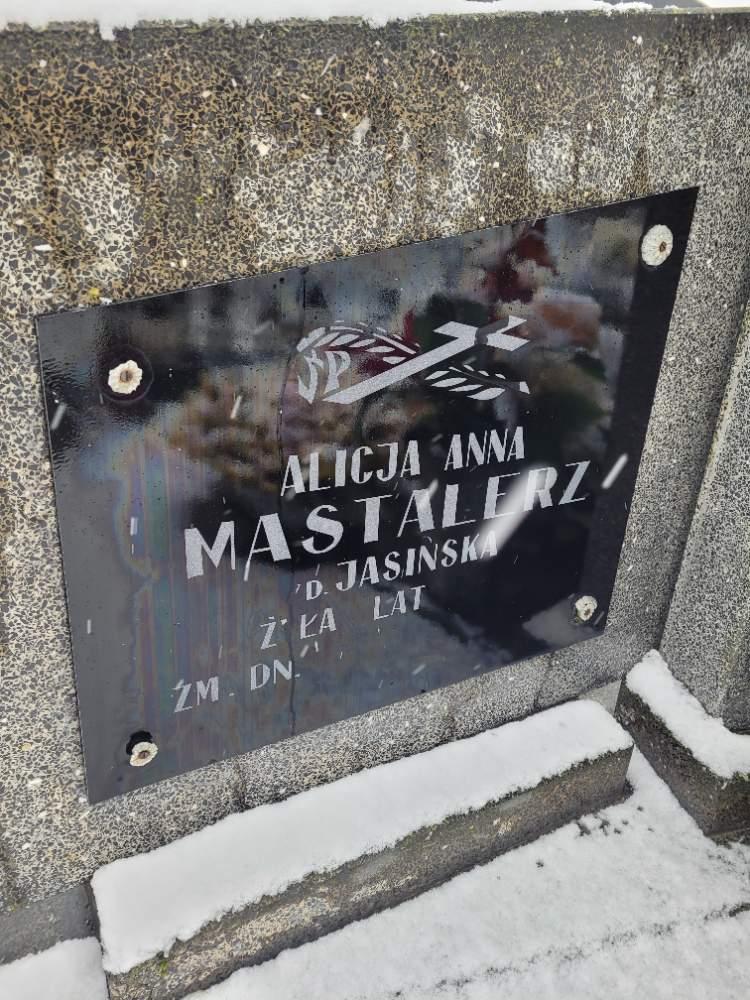 ŚP
ALICJA ANNA
MASTALERZ
D. JASIŃSKA
ŻYŁA LAT
ZM. DN.